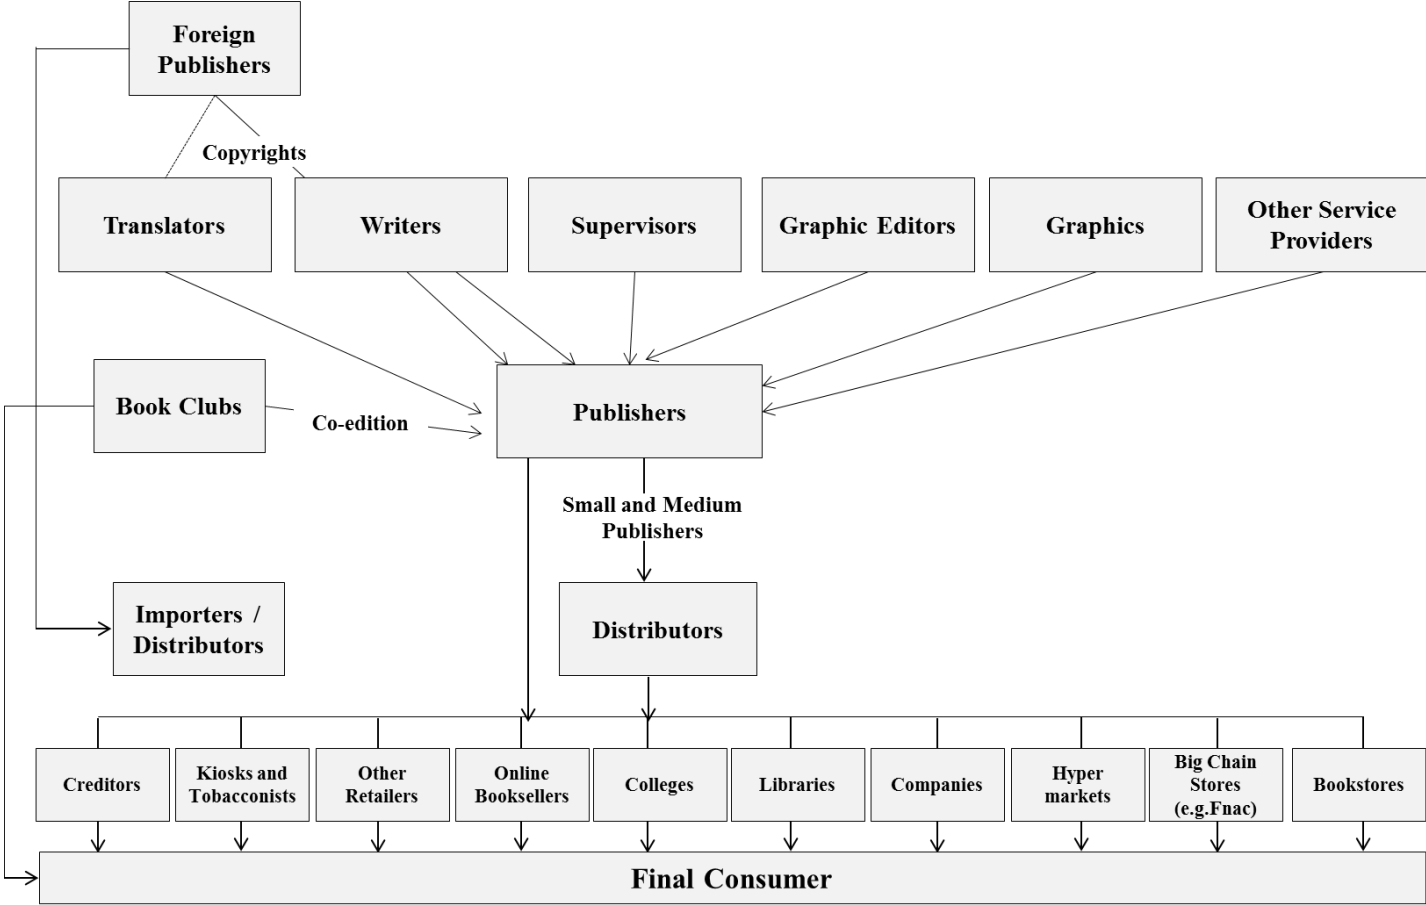 Foreign
Publishers
Copyrights
Translators
Writers
Supervisors
Graphic Editors
Graphics
Other Service
Providers
Book Clubs
Co-edition
Publishers
Small and Medium
Publishers
Importers /
Distributors
Distributors
Creditors
Kiosks and
Tobacconists
Other
Retailers
Online
Booksellers
Colleges
Libraries
Companies
Hyper
markets
Big Chain
Stores
(e.g.Fnac)
Bookstores
Final Consumer